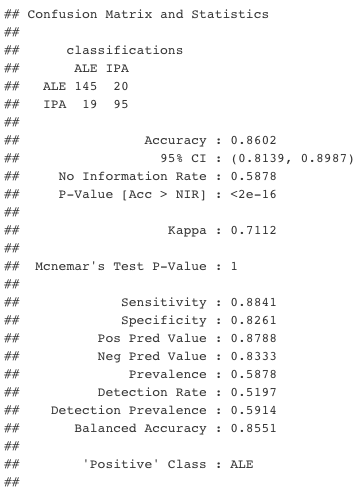 ## Confusion Matrix and Statistics
##
##      classifications
##       ALE IPA
##   ALE 145  20
##   IPA  19  95
##
##                Accuracy : 0.8602
##                  95% CI : (0.8139, 0.8987)
##     No Information Rate : 0.5878
##     P-Value [Acc > NIR] : <2e-16
##
##                   Kappa : 0.7112
##
##  Mcnemar's Test P-Value : 1
##
##             Sensitivity : 0.8841
##             Specificity : 0.8261
##          Pos Pred Value : 0.8788
##          Neg Pred Value : 0.8333
##              Prevalence : 0.5878
##          Detection Rate : 0.5197
##    Detection Prevalence : 0.5914
##       Balanced Accuracy : 0.8551
##
##        'Positive' Class : ALE
##